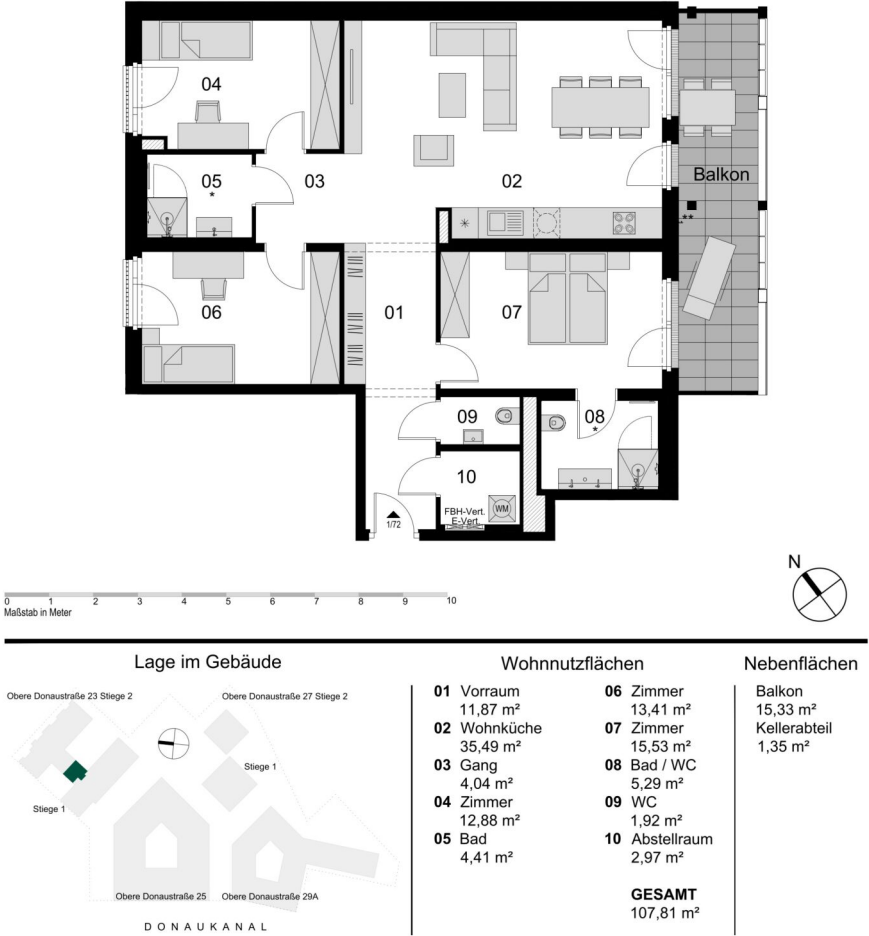 04
05
*
03
02
Balkon
**
06
01
07
09
08
*
10
FBH-Vert.
E-Vert.
WM
1/72
N
0 1 2 3 4 5 6 7 8 9 10
Maßstab in Meter
Lage im Gebäude
Obere Donaustraße 23 Stiege 2
Obere Donaustraße 27 Stiege 2
Stiege 1
Stiege 1
Obere Donaustraße 25
Obere Donaustraße 29A
DONAUKANAL
Wohnnutzflächen
01 Vorraum
11,87 m²
02 Wohnküche
35,49 m²
03 Gang
4,04 m²
04 Zimmer
12,88 m²
05 Bad
4,41 m²
06 Zimmer
13,41 m²
07 Zimmer
15,53 m²
08 Bad / WC
5,29 m²
09 WC
1,92 m²
10 Abstellraum
2,97 m²
GESAMT
107,81 m²
Nebenflächen
Balkon
15,33 m²
Kellerabteil
1,35 m²